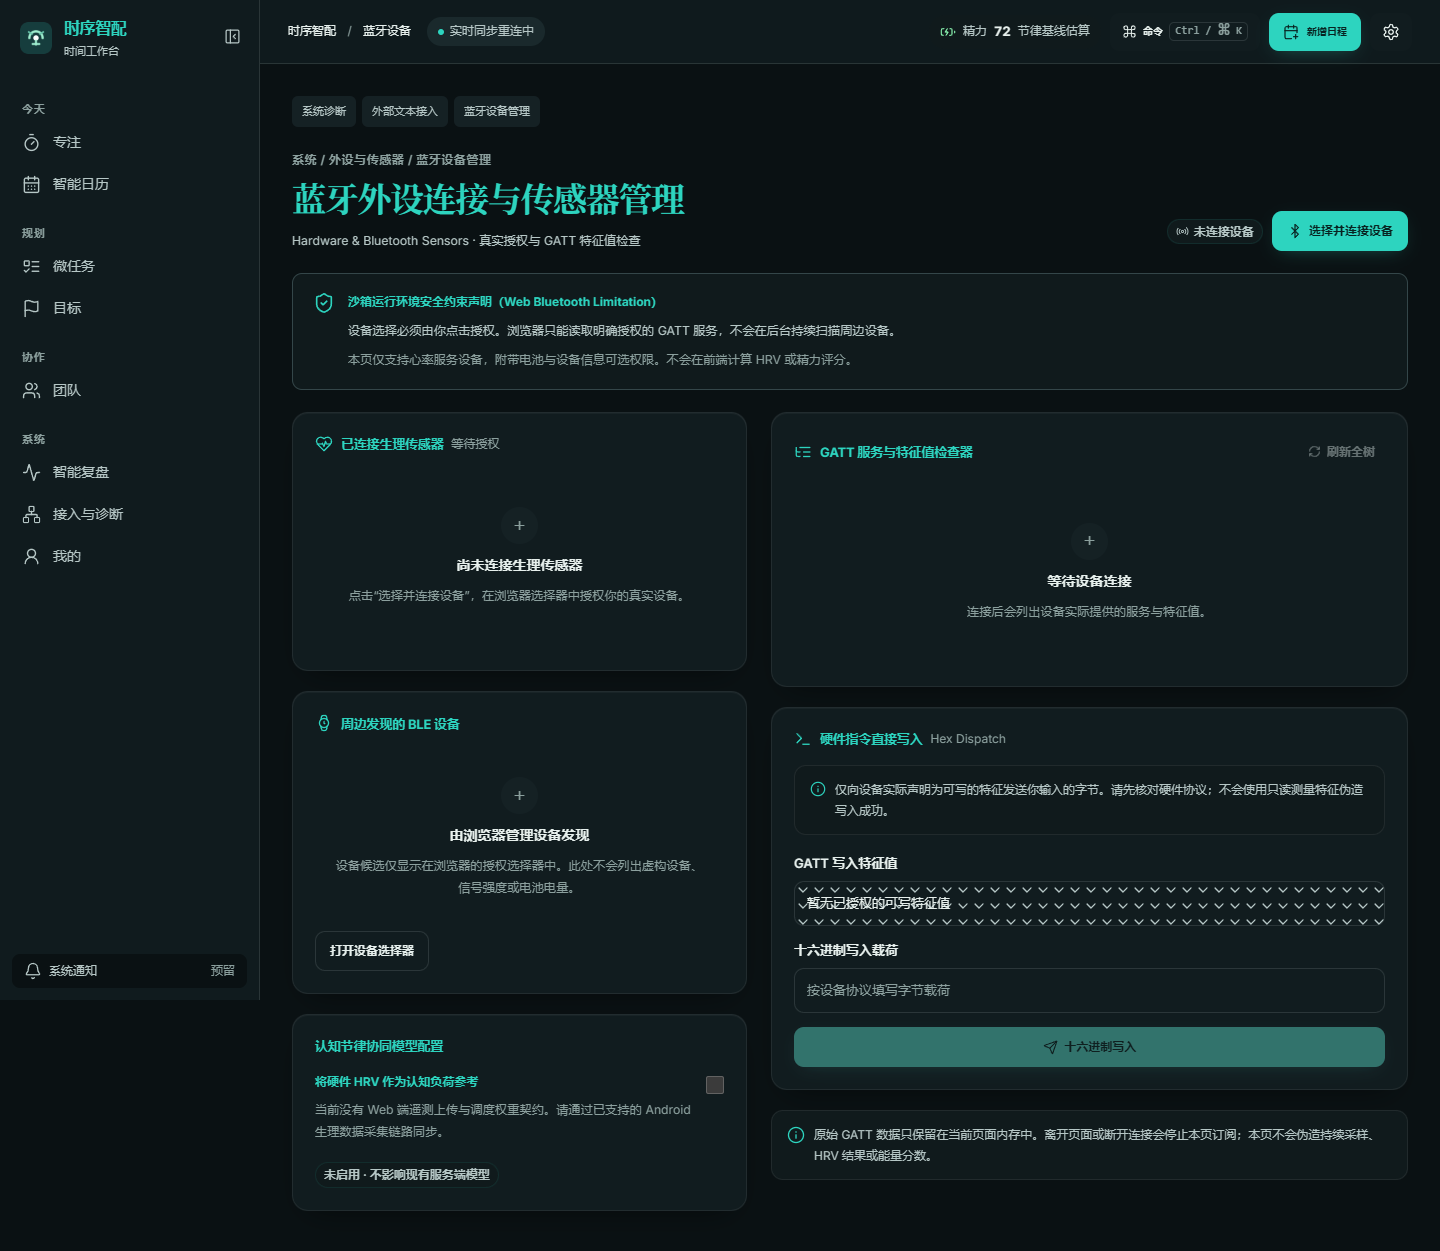 时序智配
时间工作台
今天
专注
智能日历
规划
微任务
目标
协作
团队
系统
智能复盘
接入与诊断
我的
系统通知 预留
时序智配 / 蓝牙设备 实时同步重连中
精力 72 节律基线估算 命令 Ctrl / ⌘ K 新增日程
系统诊断 外部文本接入 蓝牙设备管理
系统 / 外设与传感器 / 蓝牙设备管理
蓝牙外设连接与传感器管理
Hardware & Bluetooth Sensors · 真实授权与 GATT 特征值检查
未连接设备 选择并连接设备
沙箱运行环境安全约束声明（Web Bluetooth Limitation）
设备选择必须由你点击授权。浏览器只能读取明确授权的 GATT 服务，不会在后台持续扫描周边设备。
本页仅支持心率服务设备，附带电池与设备信息可选权限。不会在前端计算 HRV 或精力评分。
已连接生理传感器 等待授权
尚未连接生理传感器
点击“选择并连接设备”，在浏览器选择器中授权你的真实设备。
周边发现的 BLE 设备
由浏览器管理设备发现
设备候选仅显示在浏览器的授权选择器中。此处不会列出虚构设备、
信号强度或电池电量。
打开设备选择器
认知节律协同模型配置
将硬件 HRV 作为认知负荷参考
当前没有 Web 端遥测上传与调度权重契约。请通过已支持的 Android
生理数据采集链路同步。
未启用 · 不影响现有服务端模型
GATT 服务与特征值检查器 刷新全树
等待设备连接
连接后会列出设备实际提供的服务与特征值。
硬件指令直接写入 Hex Dispatch
仅向设备实际声明为可写的特征发送你输入的字节。请先核对硬件协议；不会使用只读测量特征伪造
写入成功。
GATT 写入特征值
暂无已授权的可写特征值
十六进制写入载荷
按设备协议填写字节载荷
十六进制写入
原始 GATT 数据只保留在当前页面内存中。离开页面或断开连接会停止本页订阅；本页不会伪造持续采样、
HRV 结果或能量分数。